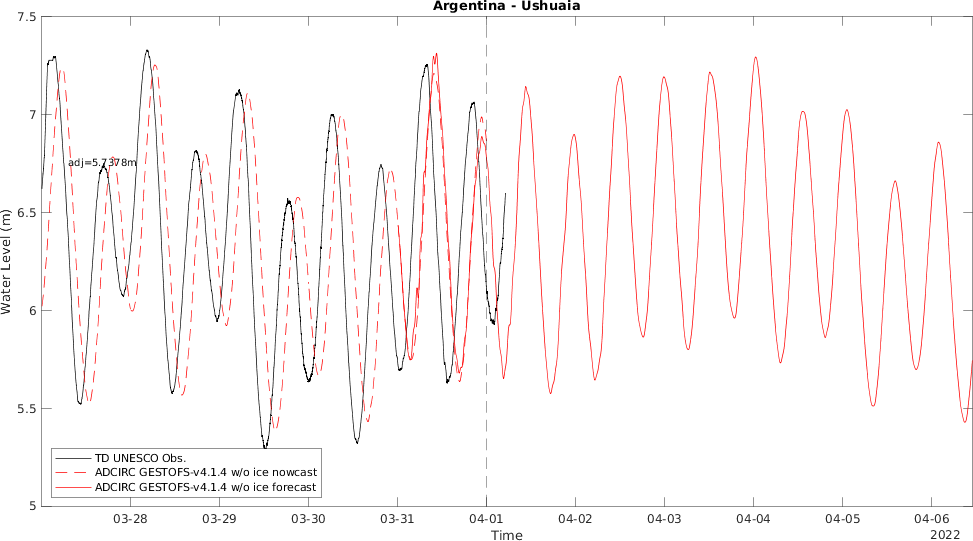 Argentina - Ushuaia
7.5
7
6.5
6
5.5
5
Water Level (m)
adj=5.7378m
TD UNESCO Obs.
ADCIRC GESTOFS-v4.1.4 w/o ice nowcast
ADCIRC GESTOFS-v4.1.4 w/o ice forecast
03-28 03-29 03-30 03-31 04-01 04-02 04-03 04-04 04-05 04-06
Time
2022